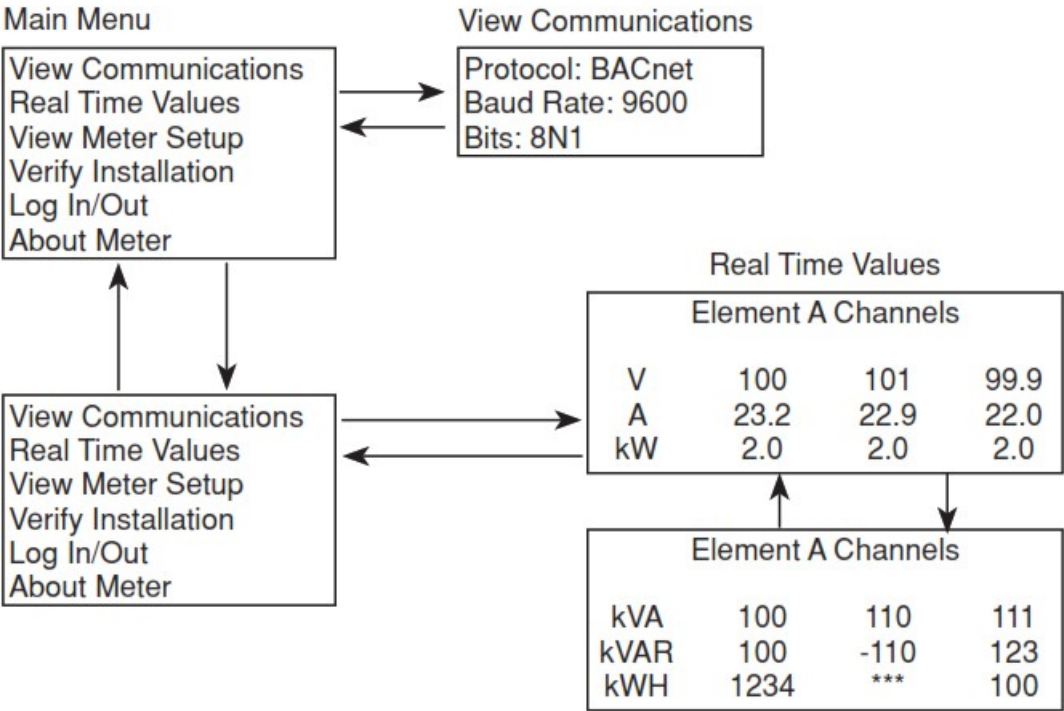 Main Menu
View Communications
Real Time Values
View Meter Setup
Verify Installation
Log In/Out
About Meter
View Communications
Protocol: BACnet
Baud Rate: 9600
Bits: 8N1
View Communications
Real Time Values
View Meter Setup
Verify Installation
Log In/Out
About Meter
Real Time Values
Element A Channels
V 100 101 99.9
A 23.2 22.9 22.0
kW 2.0 2.0 2.0
Element A Channels
kVA 100 110 111
kVAR 100 -110 123
kWH 1234 *** 100